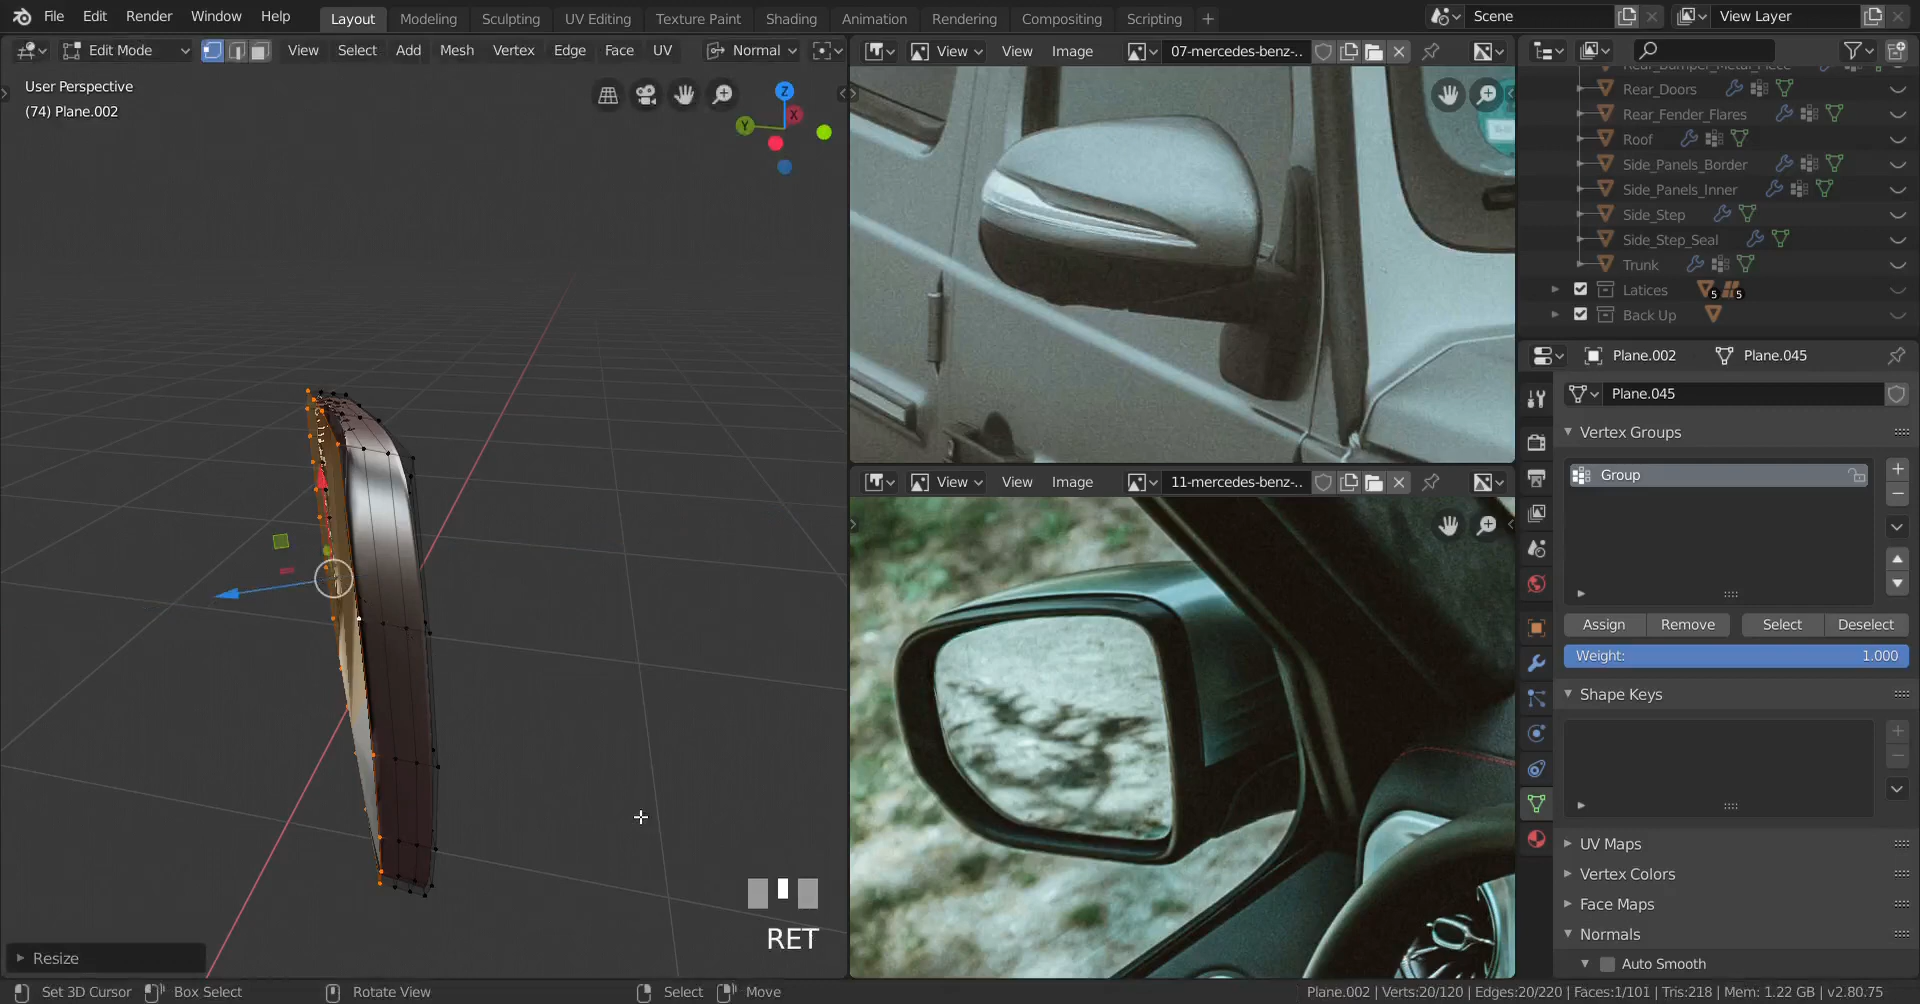 File Edit Render Window Help Layout Modeling Sculpting UV Editing Texture Paint Shading Animation Rendering Compositing Scripting + Scene View Layer
Edit Mode View Select Add Mesh Vertex Edge Face UV Normal
View View Image 07-mercedes-benz-..
User Perspective
(74) Plane.002
Z
X
Y
Rear_Bumper_Metal_Piece
Rear_Doors
Rear_Fender_Flares
Roof
Side_Panels_Border
Side_Panels_Inner
Side_Step
Side_Step_Seal
Trunk
Latices 5 5
Back Up
Plane.002 Plane.045
Plane.045
Vertex Groups
Group
Assign Remove Select Deselect
Weight: 1.000
Shape Keys
UV Maps
Vertex Colors
Face Maps
Normals
Auto Smooth
View View Image 11-mercedes-benz-..
RET
Resize
Set 3D Cursor Box Select Rotate View Select Move Plane.002 | Verts:20/120 | Edges:20/220 | Faces:1/101 | Tris:218 | Mem: 1.22 GB | v2.80.75